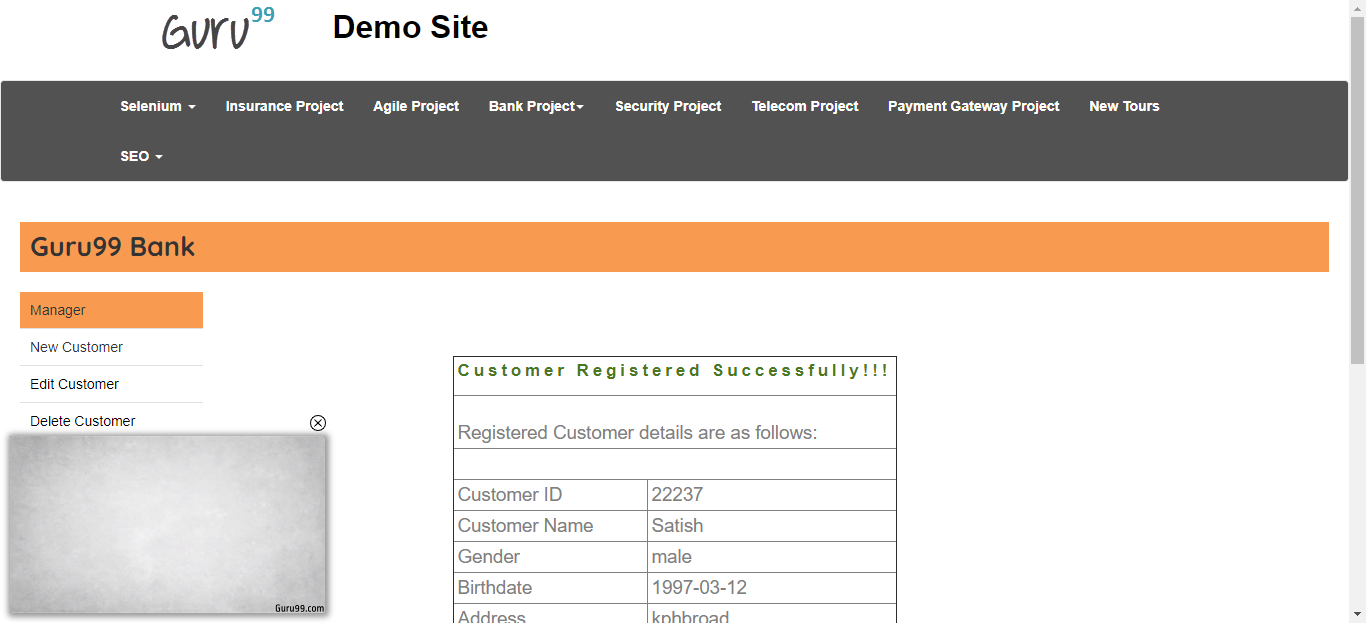 Guru99 Demo Site
Selenium Insurance Project Agile Project Bank Project Security Project Telecom Project Payment Gateway Project New Tours
SEO
Guru99 Bank
Manager
New Customer
Edit Customer
Delete Customer
Guru99.com
Customer Registered Successfully!!!
Registered Customer details are as follows:
Customer ID 22237
Customer Name Satish
Gender male
Birthdate 1997-03-12
Address kphbroad